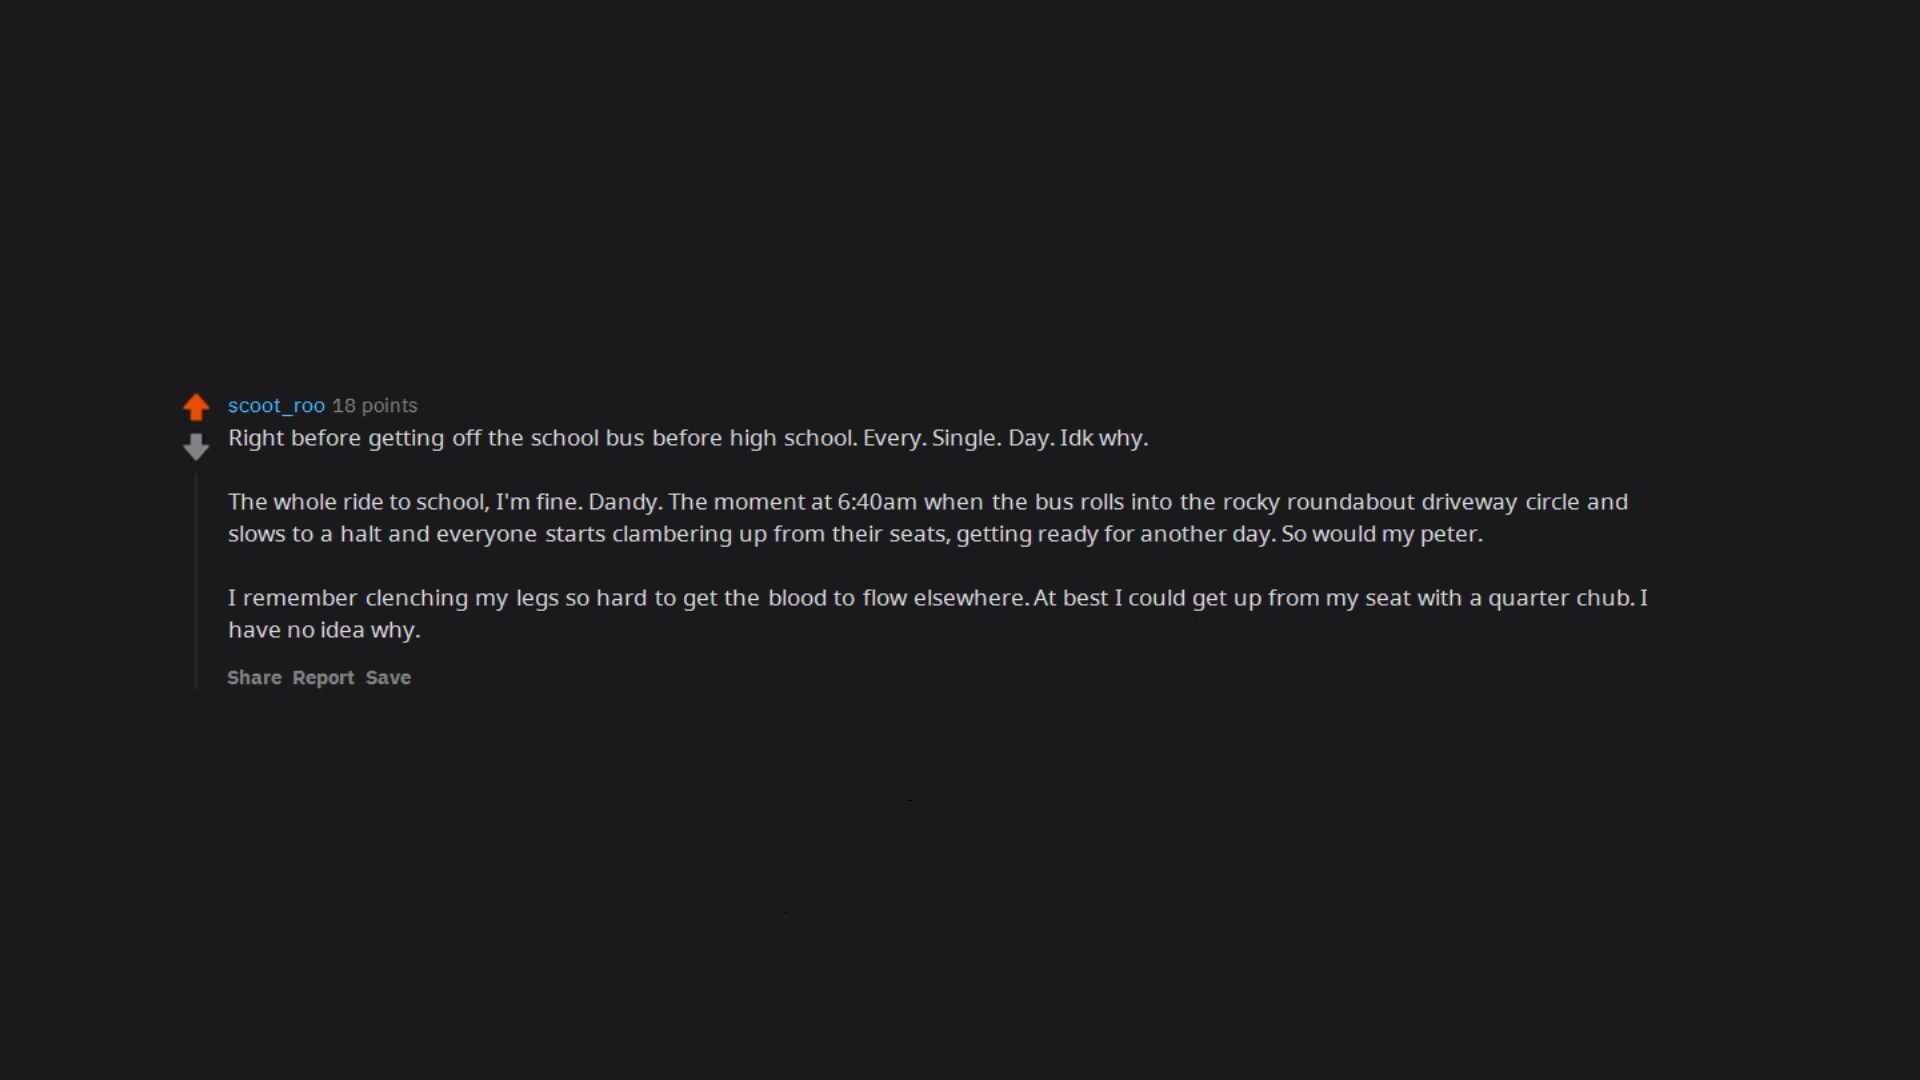 scoot_roo 18 points
Right before getting off the school bus before high school. Every. Single. Day. Idk why.
The whole ride to school, I'm fine. Dandy. The moment at 6:40am when the bus rolls into the rocky roundabout driveway circle and
slows to a halt and everyone starts clambering up from their seats, getting ready for another day. So would my peter.
I remember clenching my legs so hard to get the blood to flow elsewhere. At best I could get up from my seat with a quarter chub. I
have no idea why.
Share Report Save